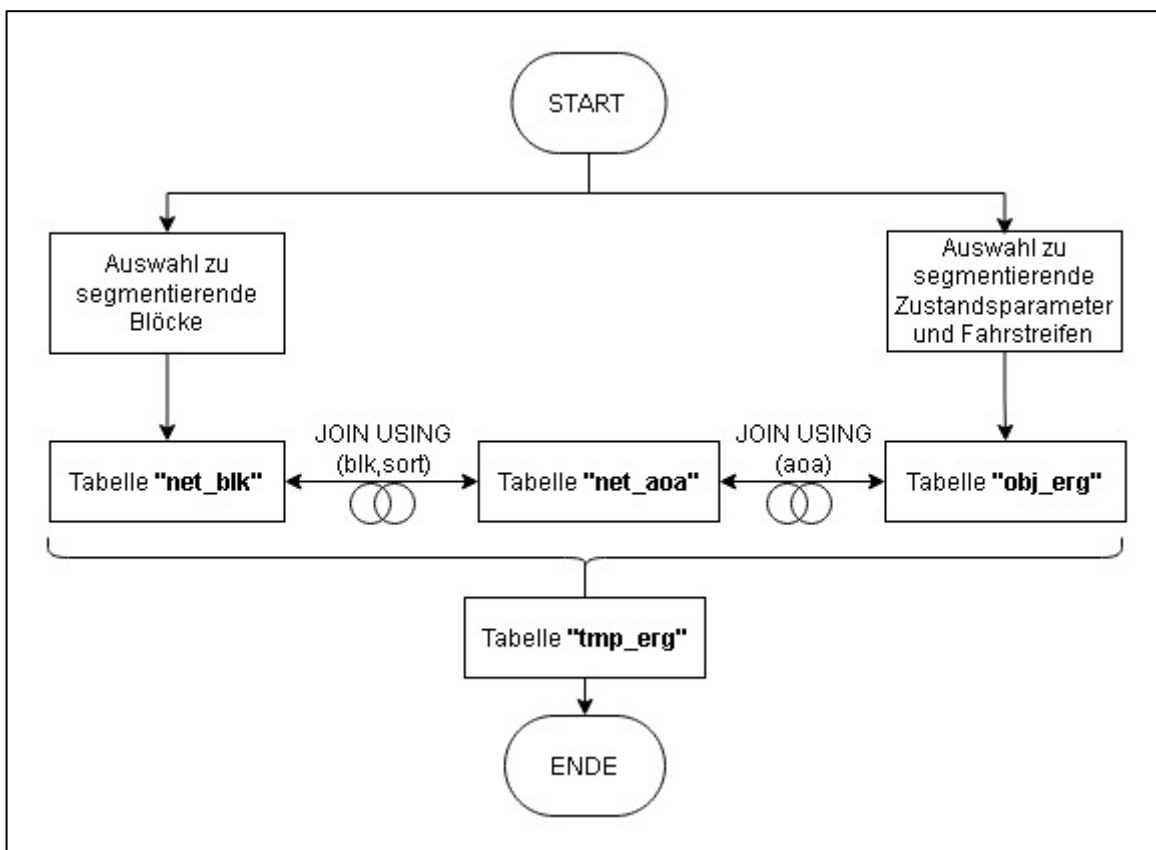 START
Auswahl zu
segmentierende
Blöcke
Auswahl zu
segmentierende
Zustandsparameter
und Fahrstreifen
Tabelle "net_blk"
JOIN USING
(blk,sort)
Tabelle "net_aoa"
JOIN USING
(aoa)
Tabelle "obj_erg"
Tabelle "tmp_erg"
ENDE